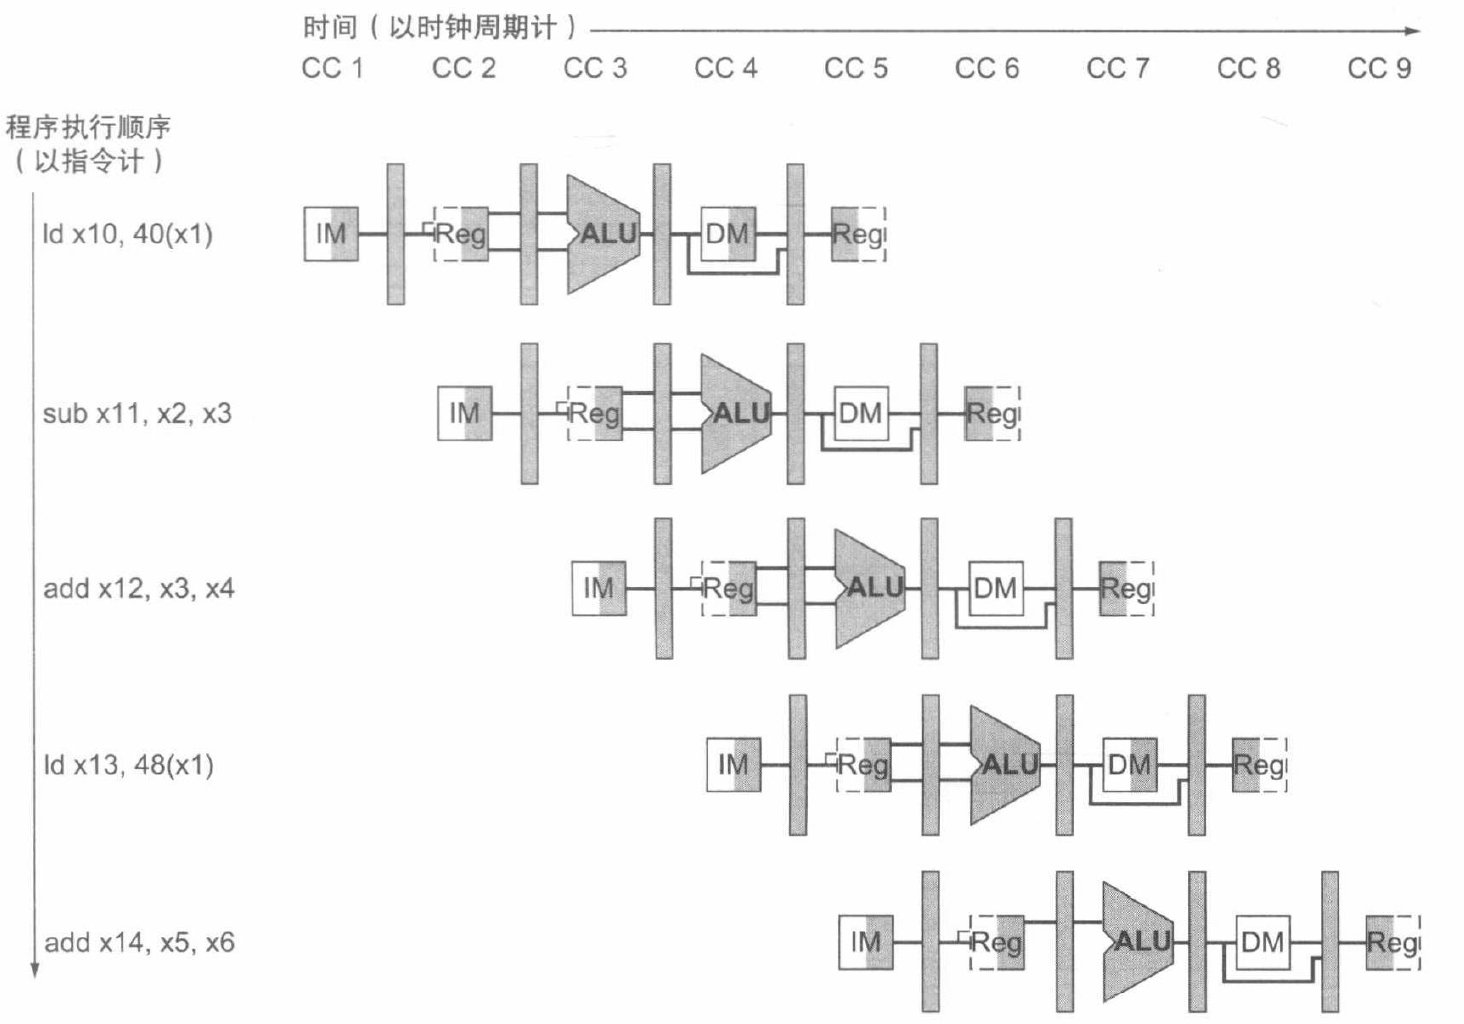 时间（以时钟周期计）
CC 1 CC 2 CC 3 CC 4 CC 5 CC 6 CC 7 CC 8 CC 9
程序执行顺序
（以指令计）
ld x10, 40(x1) IM Reg ALU DM Reg
sub x11, x2, x3 IM Reg ALU DM Reg
add x12, x3, x4 IM Reg ALU DM Reg
ld x13, 48(x1) IM Reg ALU DM Reg
add x14, x5, x6 IM Reg ALU DM Reg